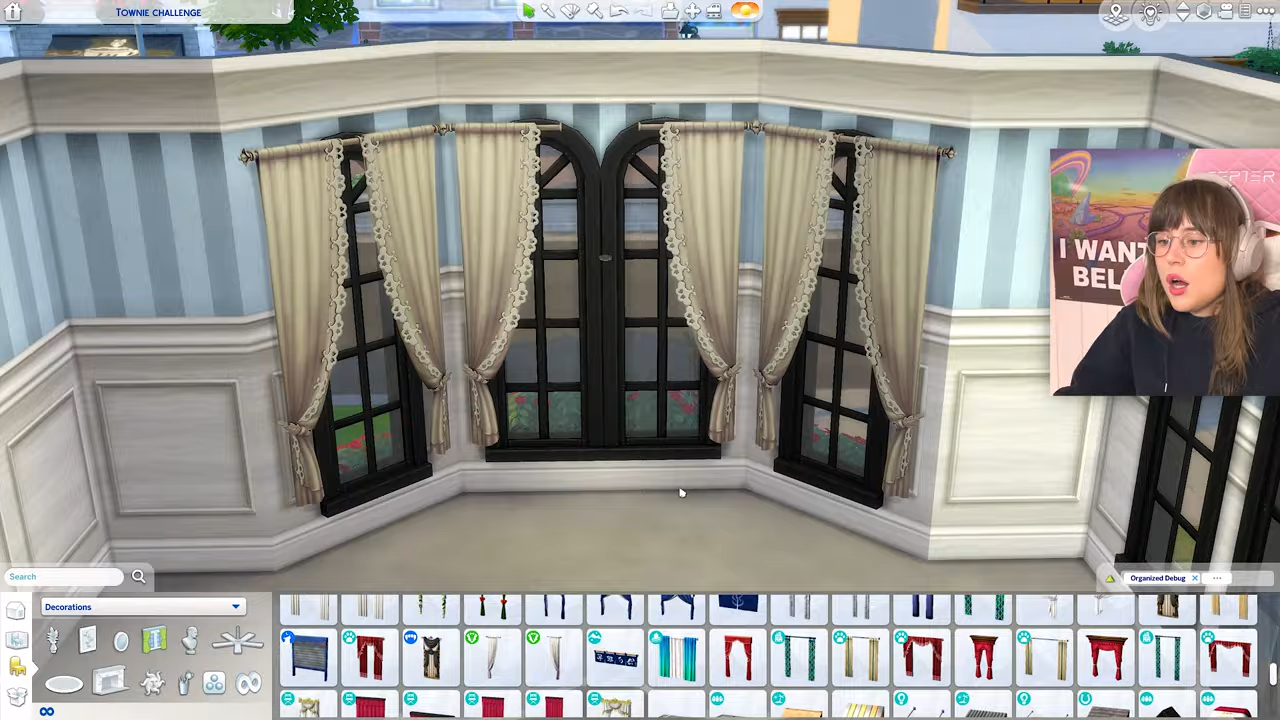 TOWNIE CHALLENGE
I WANT
BEL
Search
Organized Debug
Decorations